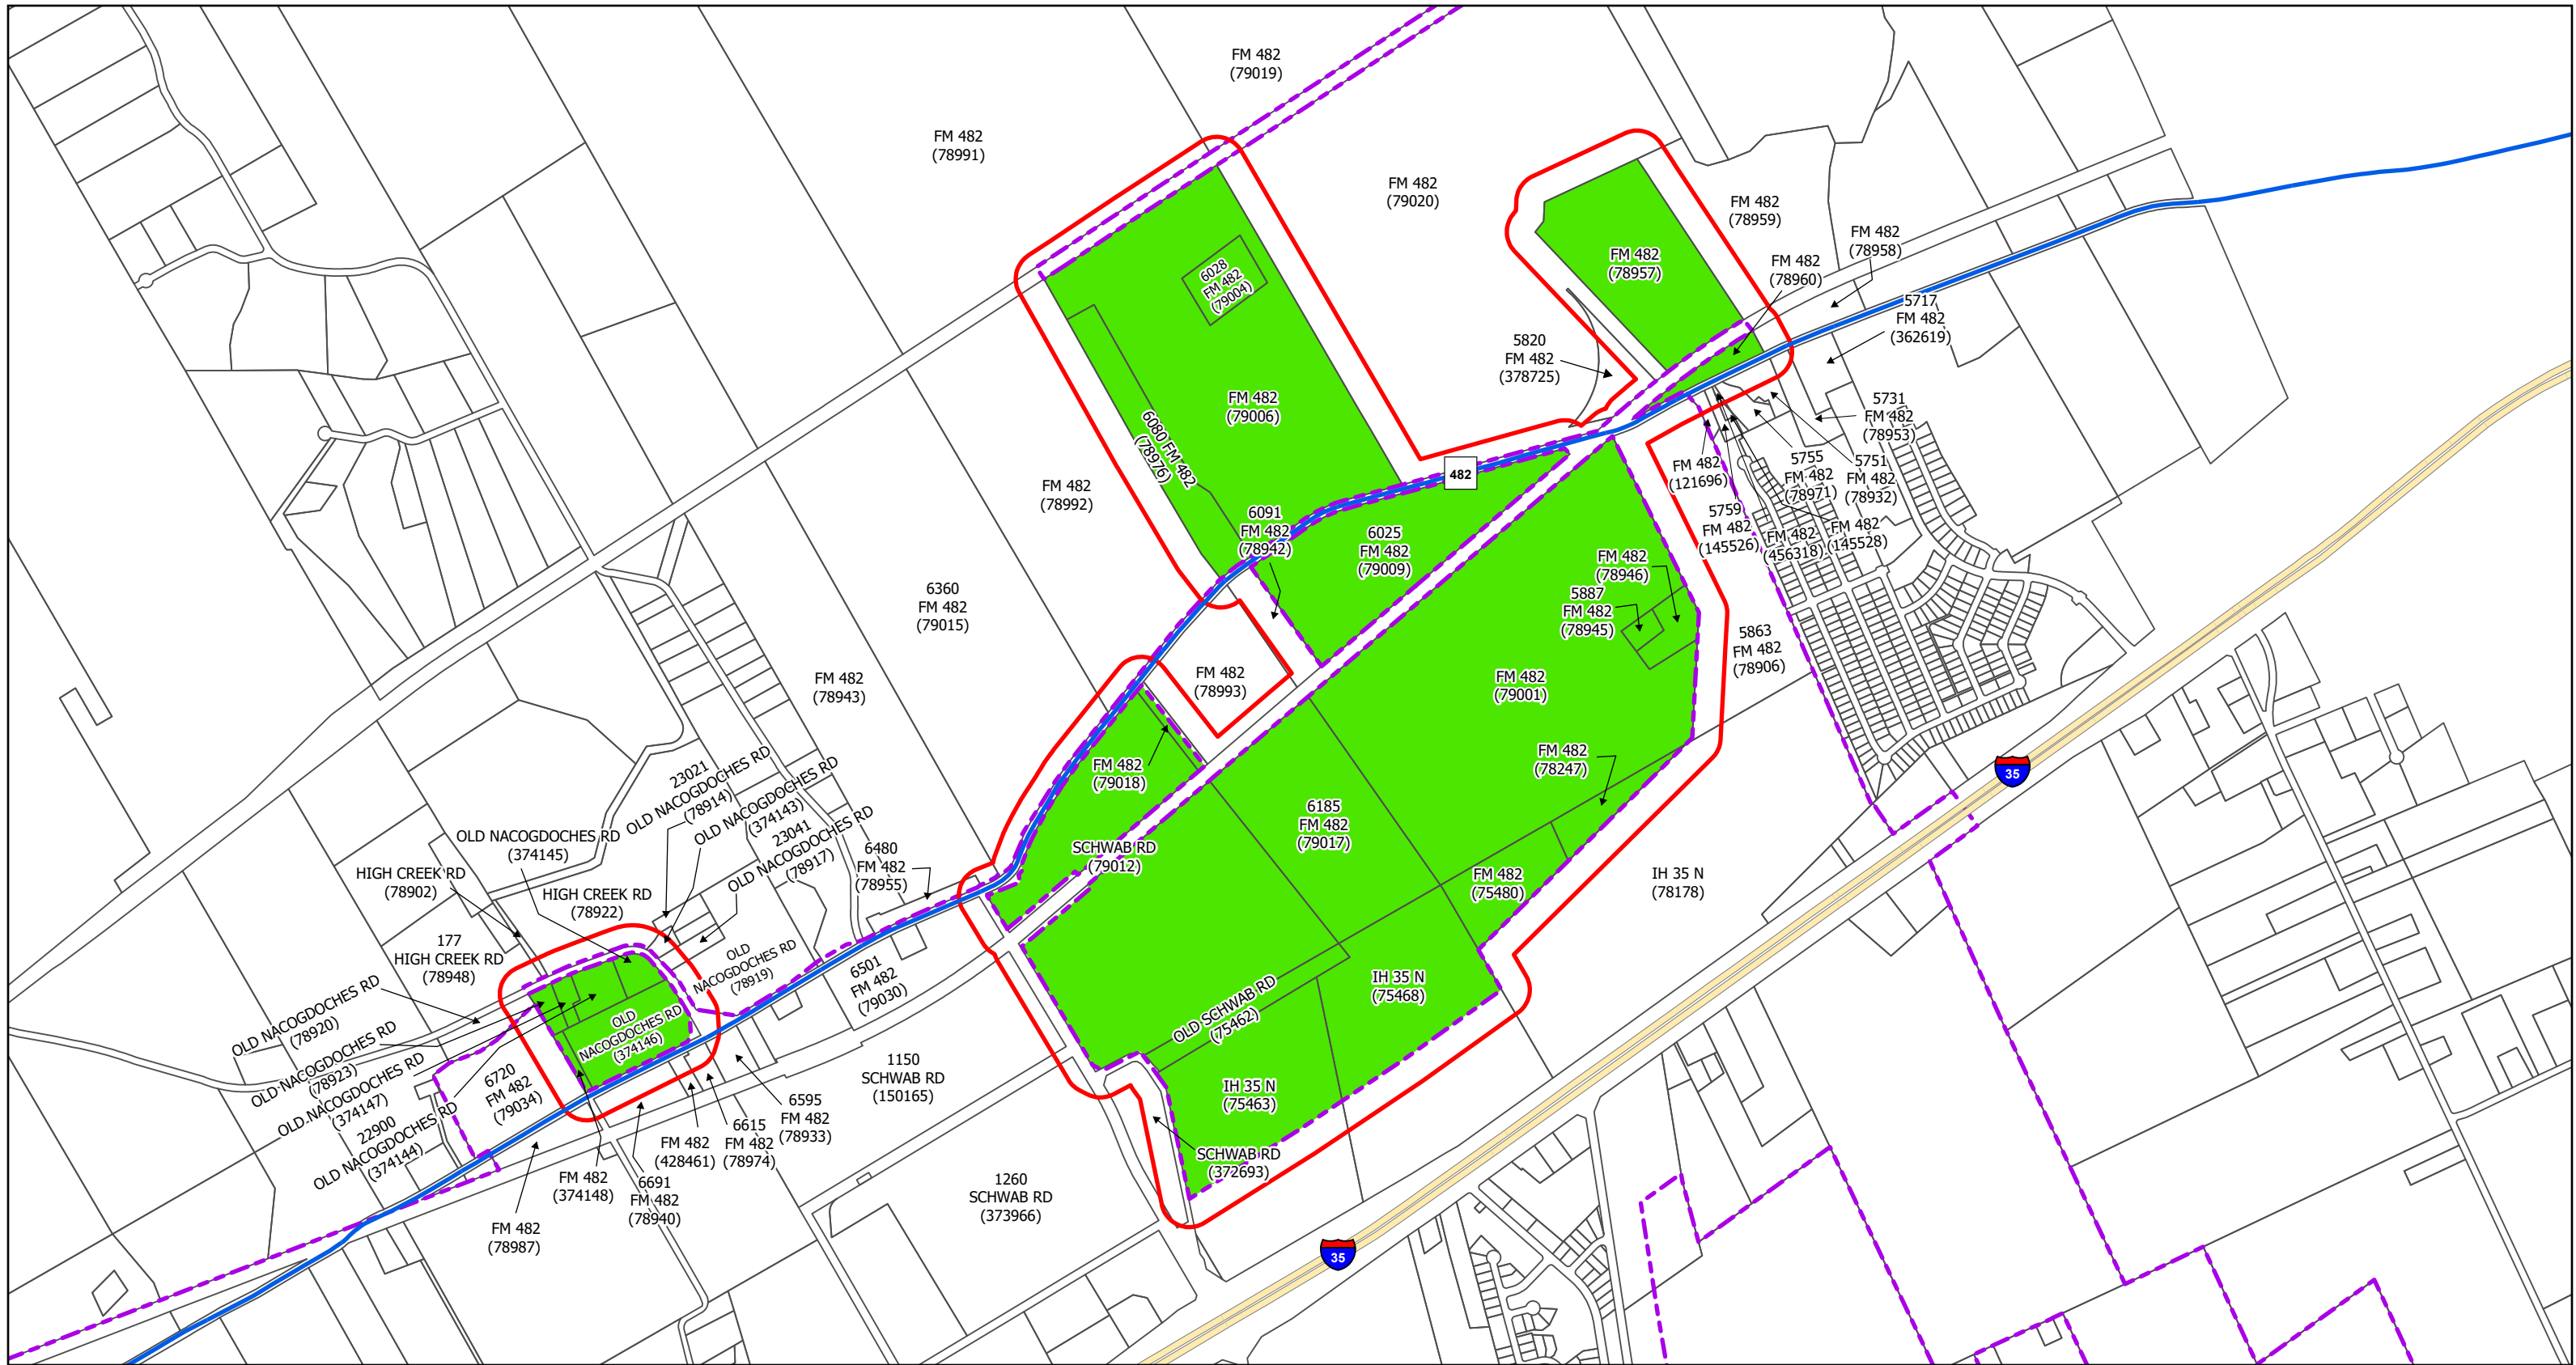 FM 482
(79019)
FM 482
(78991)
FM 482
(79020)
FM 482
(78959)
FM 482
(78958)
FM 482
(78957)
FM 482
(78960)
6028
FM 482
(79004)
5717
FM 482
(362619)
5820
FM 482
(378725)
FM 482
(79006)
5731
FM 482
(78953)
6080 FM 482
(78976)
482
FM 482
(78992)
FM 482
(121696)
5755
FM 482
(78971)
5751
FM 482
(78932)
6091
FM 482
(78942)
6025
FM 482
(79009)
5759
FM 482
(145526)
FM 482
(456318)
FM 482
(145528)
FM 482
(78946)
5887
FM 482
(78945)
6360
FM 482
(79015)
5863
FM 482
(78906)
FM 482
(78943)
FM 482
(78993)
FM 482
(79001)
FM 482
(79018)
FM 482
(78247)
35
23021
OLD NACOGDOCHES RD
(78914)
OLD NACOGDOCHES RD
(374143)
23041
OLD NACOGDOCHES RD
(78917)
OLD NACOGDOCHES RD
(374145)
6185
FM 482
(79017)
SCHWAB RD
(79012)
6480
FM 482
(78955)
HIGH CREEK RD
(78902)
HIGH CREEK RD
(78922)
FM 482
(75480)
IH 35 N
(78178)
177
HIGH CREEK RD
(78948)
OLD
NACOGDOCHES RD
(78919)
6501
FM 482
(79030)
IH 35 N
(75468)
OLD NACOGDOCHES RD
(78920)
OLD SCHWAB RD
(75462)
OLD
NACOGDOCHES RD
(374146)
OLD NACOGDOCHES RD
(78923)
OLD NACOGDOCHES RD
(374147)
22900
OLD NACOGDOCHES RD
(374144)
6720
FM 482
(79034)
1150
SCHWAB RD
(150165)
IH 35 N
(75463)
6595
FM 482
(78933)
6615
FM 482
(78974)
FM 482
(428461)
SCHWAB RD
(372693)
FM 482
(374148)
6691
FM 482
(78940)
1260
SCHWAB RD
(373966)
FM 482
(78987)
35